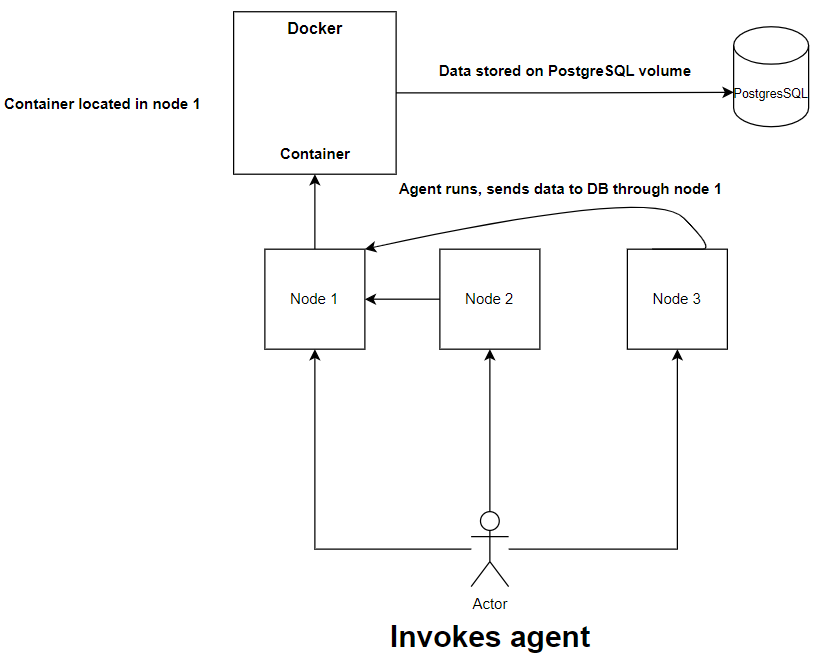 Docker
Data stored on PostgreSQL volume
PostgresSQL
Container located in node 1
Container
Agent runs, sends data to DB through node 1
Node 1
Node 2
Node 3
Actor
Invokes agent